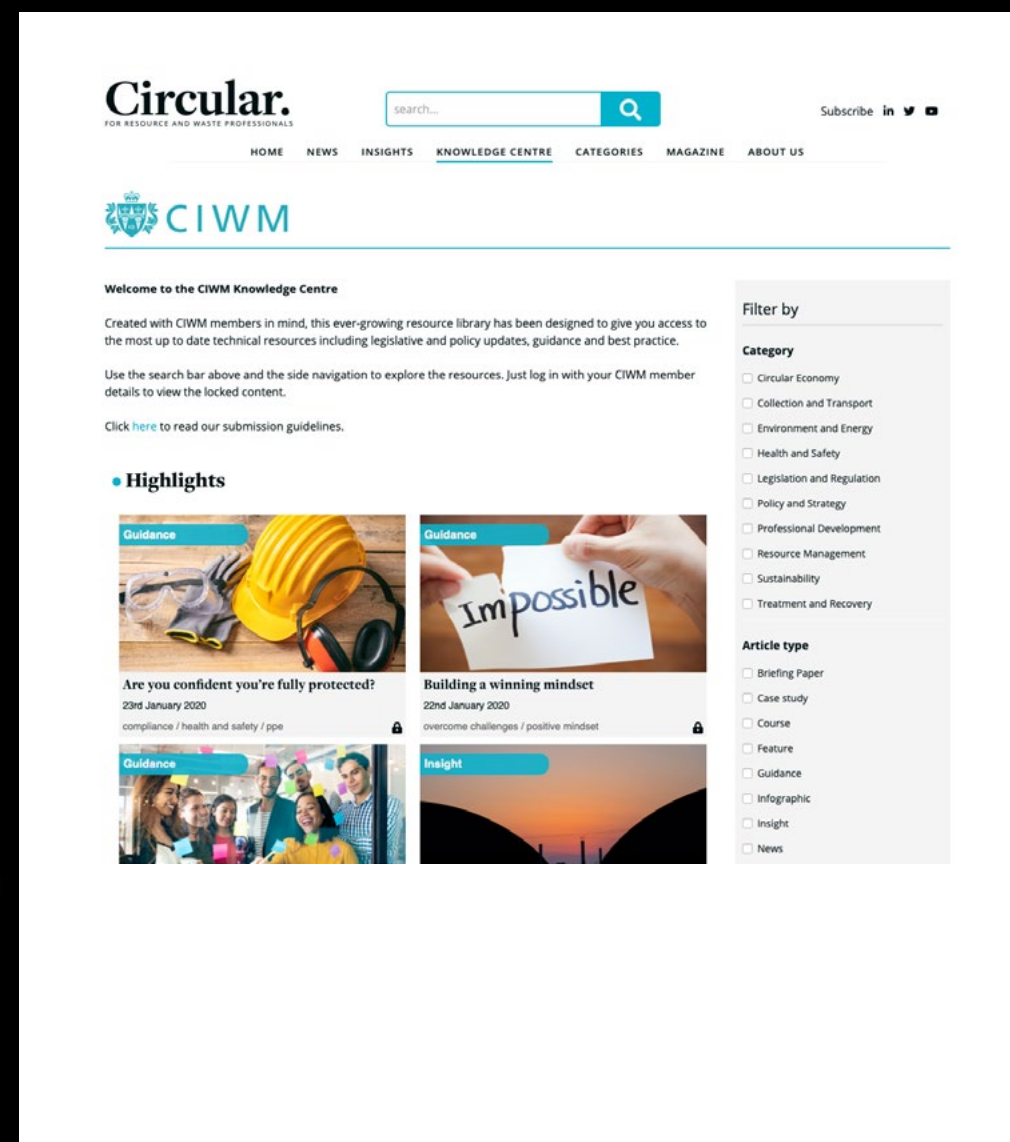 Circular.
FOR RESOURCE AND WASTE PROFESSIONALS
search...
Subscribe in
HOME NEWS INSIGHTS KNOWLEDGE CENTRE CATEGORIES MAGAZINE ABOUT US
CIWM
Welcome to the CIWM Knowledge Centre
Created with CIWM members in mind, this ever-growing resource library has been designed to give you access to
the most up to date technical resources including legislative and policy updates, guidance and best practice.
Use the search bar above and the side navigation to explore the resources. Just log in with your CIWM member
details to view the locked content.
Click here to read our submission guidelines.
Highlights
Guidance
Are you confident you're fully protected?
23rd January 2020
compliance / health and safety / ppe
Guidance
Impossible
Building a winning mindset
22nd January 2020
overcome challenges / positive mindset
Guidance
Insight
Filter by
Category
Circular Economy
Collection and Transport
Environment and Energy
Health and Safety
Legislation and Regulation
Policy and Strategy
Professional Development
Resource Management
Sustainability
Treatment and Recovery
Article type
Briefing Paper
Case study
Course
Feature
Guidance
Infographic
Insight
News